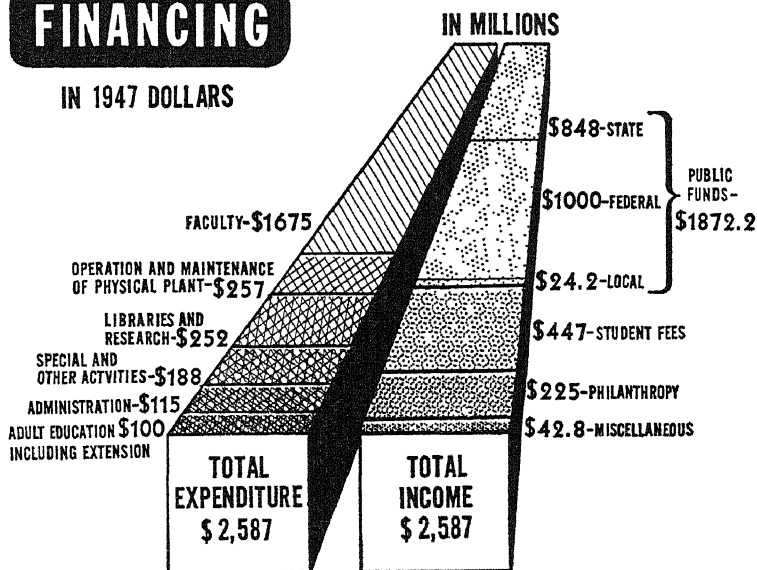 FINANCING
IN 1947 DOLLARS
IN MILLIONS
FACULTY-$1675
OPERATION AND MAINTENANCE
OF PHYSICAL PLANT-$257
LIBRARIES AND
RESEARCH-$252
SPECIAL AND
OTHER ACTVITIES-$188
ADMINISTRATION-$115
ADULT EDUCATION $100
INCLUDING EXTENSION
$848-STATE
$1000-FEDERAL
$24.2-LOCAL
PUBLIC
FUNDS-
$1872.2
$447-STUDENT FEES
$225-PHILANTHROPY
$42.8-MISCELLANEOUS
TOTAL
EXPENDITURE
$2,587
TOTAL
INCOME
$2,587